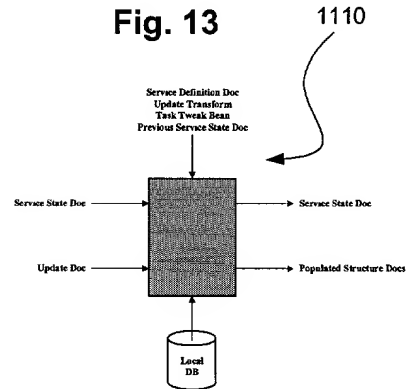 Fig. 13
1110
Service Definition Doc
Update Transform
Task Tweak Bean
Previous Service State Doc
Service State Doc
Service State Doc
Update Doc
Populated Structure Docs
Local
DB